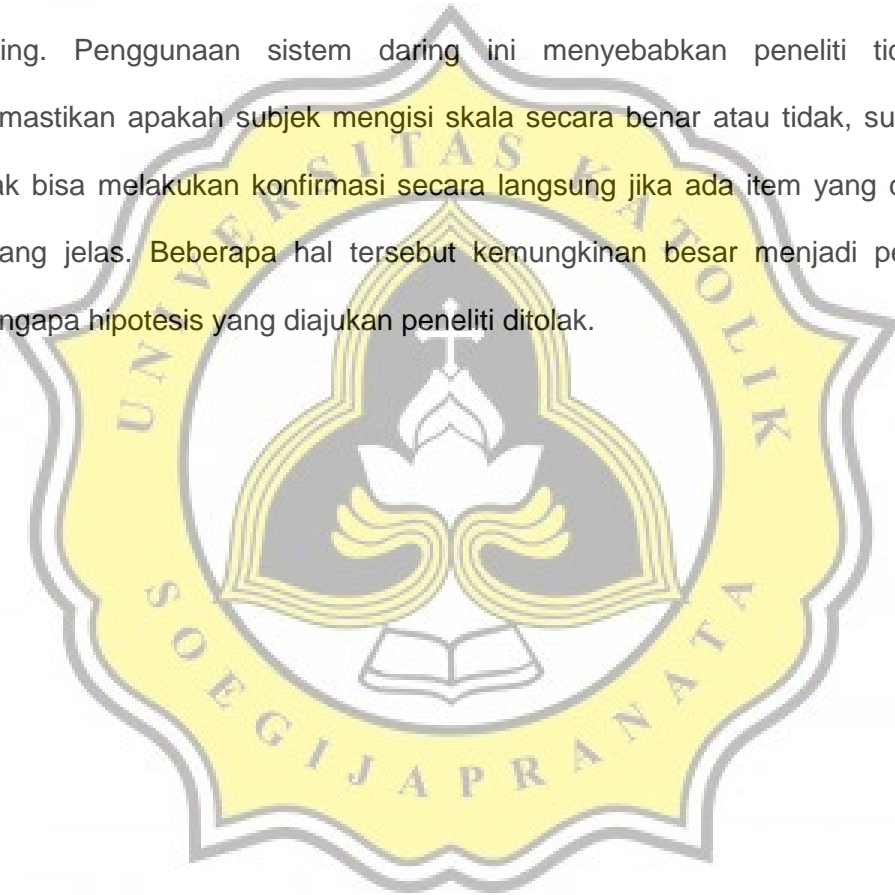 ing. Penggunaan sistem daring ini menyebabkan peneliti tid
mastikan apakah subjek mengisi skala secara benar atau tidak, su
ak bisa melakukan konfirmasi secara langsung jika ada item yang
ang jelas. Beberapa hal tersebut kemungkinan besar menjadi pe
ngapa hipotesis yang diajukan peneliti ditolak.
UNIVERSITAS KATOLIK
SOEGIJAPRANATA